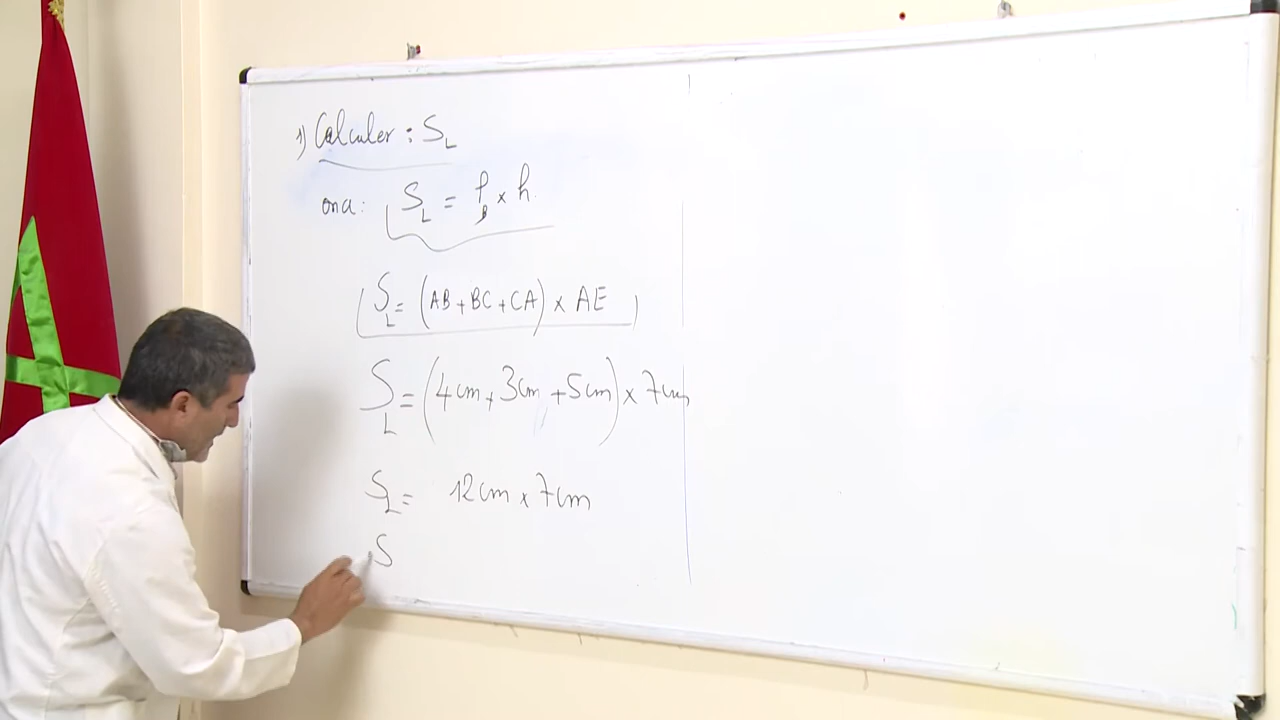 1) Calculer : S_L
on a : S_L = P_B × h.
S_L = (AB + BC + CA) × AE
S_L = (4cm + 3cm + 5cm) × 7cm
S_L = 12cm × 7cm
S